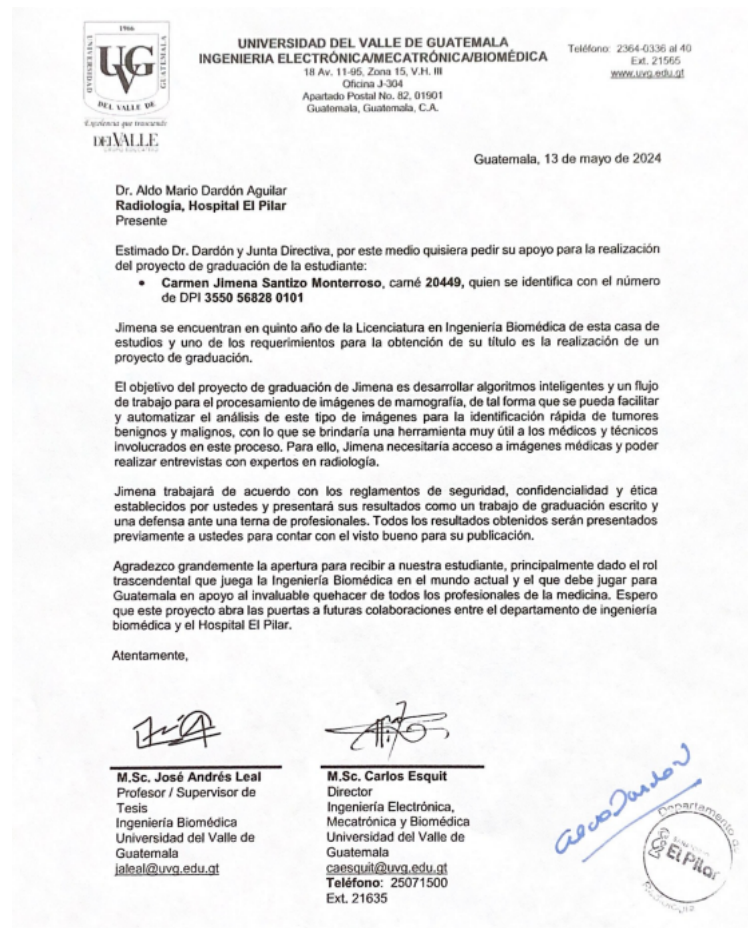 1966
UNIVERSIDAD
UVG
GUATEMALA
DEL VALLE DE
Excelencia que trasciende
DEL VALLE
UNIVERSIDAD DEL VALLE DE GUATEMALA
INGENIERIA ELECTRÓNICA/MECATRÓNICA/BIOMÉDICA
18 Av. 11-95, Zona 15, V.H. III
Oficina J-304
Apartado Postal No. 82, 01901
Guatemala, Guatemala, C.A.
Teléfono: 2364-0336 al 40
Ext. 21565
www.uvg.edu.gt
Guatemala, 13 de mayo de 2024
Dr. Aldo Mario Dardón Aguilar
Radiología, Hospital El Pilar
Presente
Estimado Dr. Dardón y Junta Directiva, por este medio quisiera pedir su apoyo para la realización
del proyecto de graduación de la estudiante:
• Carmen Jimena Santizo Monterroso, carné 20449, quien se identifica con el número
de DPI 3550 56828 0101
Jimena se encuentran en quinto año de la Licenciatura en Ingeniería Biomédica de esta casa de
estudios y uno de los requerimientos para la obtención de su título es la realización de un
proyecto de graduación.
El objetivo del proyecto de graduación de Jimena es desarrollar algoritmos inteligentes y un flujo
de trabajo para el procesamiento de imágenes de mamografía, de tal forma que se pueda facilitar
y automatizar el análisis de este tipo de imágenes para la identificación rápida de tumores
benignos y malignos, con lo que se brindaría una herramienta muy útil a los médicos y técnicos
involucrados en este proceso. Para ello, Jimena necesitaría acceso a imágenes médicas y poder
realizar entrevistas con expertos en radiología.
Jimena trabajará de acuerdo con los reglamentos de seguridad, confidencialidad y ética
establecidos por ustedes y presentará sus resultados como un trabajo de graduación escrito y
una defensa ante una terna de profesionales. Todos los resultados obtenidos serán presentados
previamente a ustedes para contar con el visto bueno para su publicación.
Agradezco grandemente la apertura para recibir a nuestra estudiante, principalmente dado el rol
trascendental que juega la Ingeniería Biomédica en el mundo actual y el que debe jugar para
Guatemala en apoyo al invaluable quehacer de todos los profesionales de la medicina. Espero
que este proyecto abra las puertas a futuras colaboraciones entre el departamento de ingeniería
biomédica y el Hospital El Pilar.
Atentamente,
M.Sc. José Andrés Leal
Profesor / Supervisor de
Tesis
Ingeniería Biomédica
Universidad del Valle de
Guatemala
jaleal@uvg.edu.gt
M.Sc. Carlos Esquit
Director
Ingeniería Electrónica,
Mecatrónica y Biomédica
Universidad del Valle de
Guatemala
caesquit@uvg.edu.gt
Teléfono: 25071500
Ext. 21635
Aldo Dardon
Departamento de
El Pilar